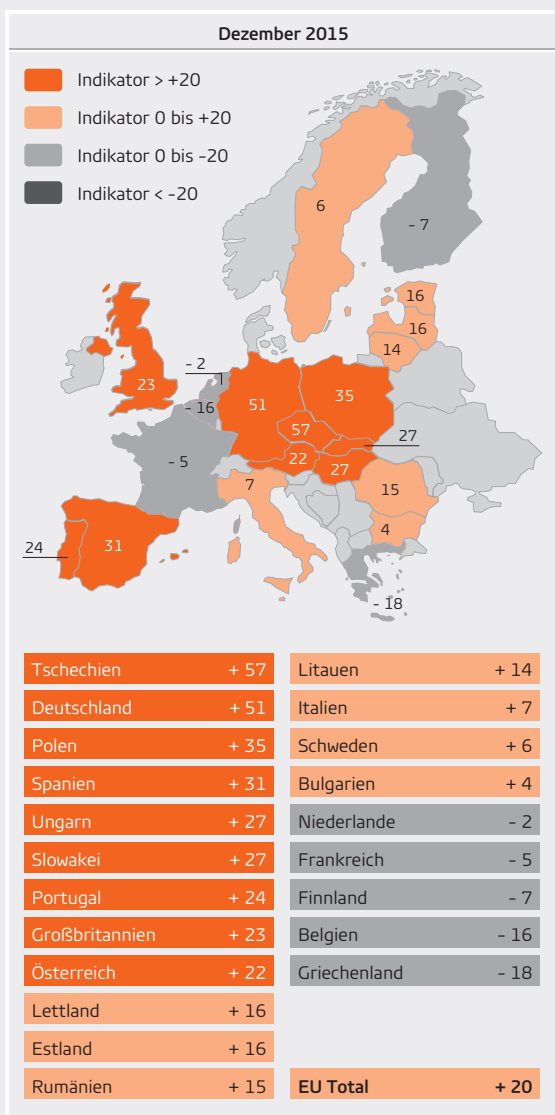 Dezember 2015
Indikator > +20
Indikator 0 bis +20
Indikator 0 bis -20
Indikator < -20
6
- 7
16
16
14
- 2
23
- 16
51
35
57
27
22
27
- 5
7
15
4
24
31
- 18
Tschechien + 57
Deutschland + 51
Polen + 35
Spanien + 31
Ungarn + 27
Slowakei + 27
Portugal + 24
Großbritannien + 23
Österreich + 22
Lettland + 16
Estland + 16
Rumänien + 15
Litauen + 14
Italien + 7
Schweden + 6
Bulgarien + 4
Niederlande - 2
Frankreich - 5
Finnland - 7
Belgien - 16
Griechenland - 18
EU Total + 20